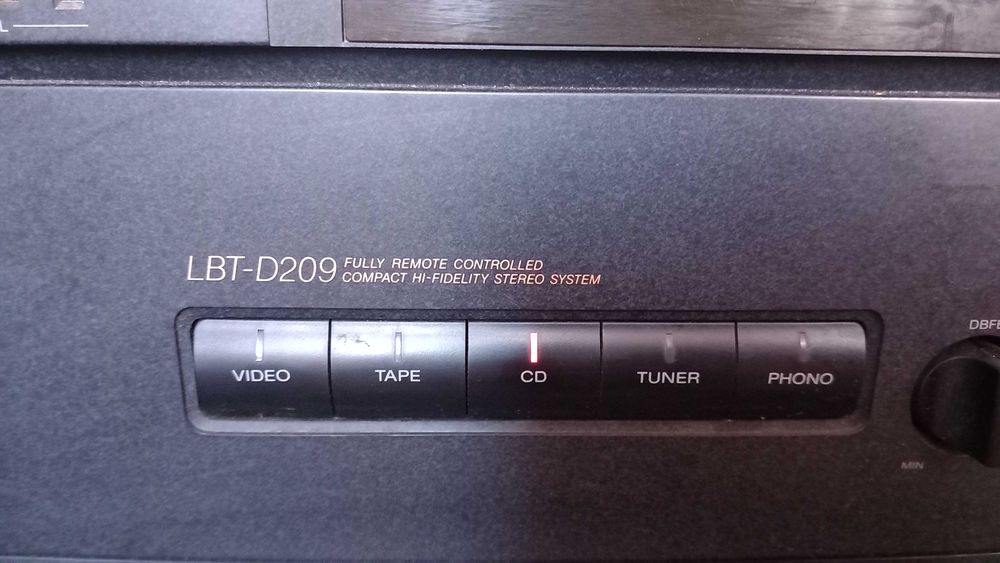 LBT-D209 FULLY REMOTE CONTROLLED
COMPACT HI-FIDELITY STEREO SYSTEM
VIDEO TAPE CD TUNER PHONO
MIN